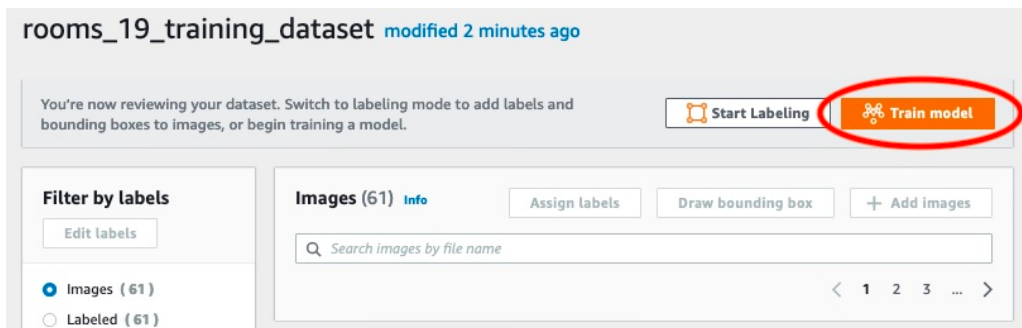 rooms_19_training_dataset modified 2 minutes ago
You're now reviewing your dataset. Switch to labeling mode to add labels and
bounding boxes to images, or begin training a model.
Start Labeling
Train model
Filter by labels
Edit labels
Images (61)
Labeled (61)
Images (61) Info
Assign labels
Draw bounding box
+ Add images
Search images by file name
< 1 2 3 ... >